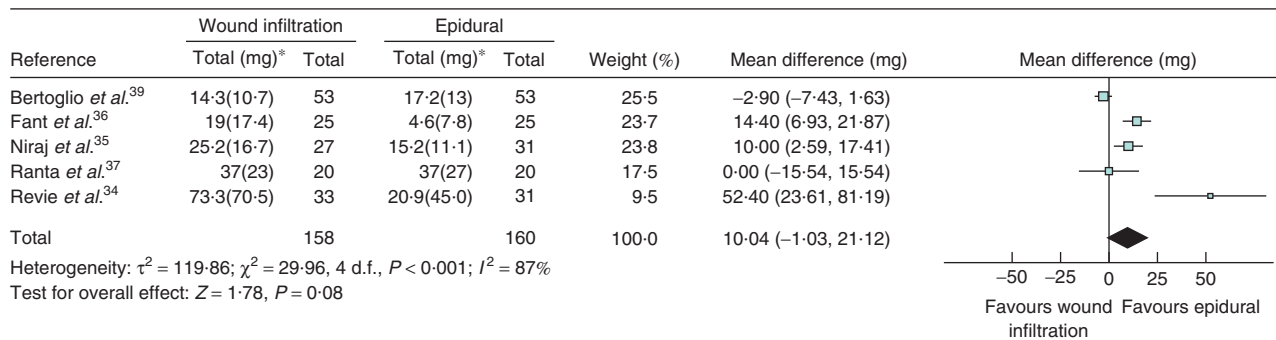 Wound infiltration Epidural
Reference Total (mg)* Total Total (mg)* Total Weight (%) Mean difference (mg) Mean difference (mg)
Bertoglio et al.39 14·3(10·7) 53 17·2(13) 53 25·5 −2·90 (−7·43, 1·63)
Fant et al.36 19(17·4) 25 4·6(7·8) 25 23·7 14·40 (6·93, 21·87)
Niraj et al.35 25·2(16·7) 27 15·2(11·1) 31 23·8 10·00 (2·59, 17·41)
Ranta et al.37 37(23) 20 37(27) 20 17·5 0·00 (−15·54, 15·54)
Revie et al.34 73·3(70·5) 33 20·9(45·0) 31 9·5 52·40 (23·61, 81·19)
Total 158 160 100·0 10·04 (−1·03, 21·12)
Heterogeneity: τ2 = 119·86; χ2 = 29·96, 4 d.f., P < 0·001; I2 = 87%
Test for overall effect: Z = 1·78, P = 0·08
−50 −25 0 25 50
Favours wound Favours epidural
infiltration